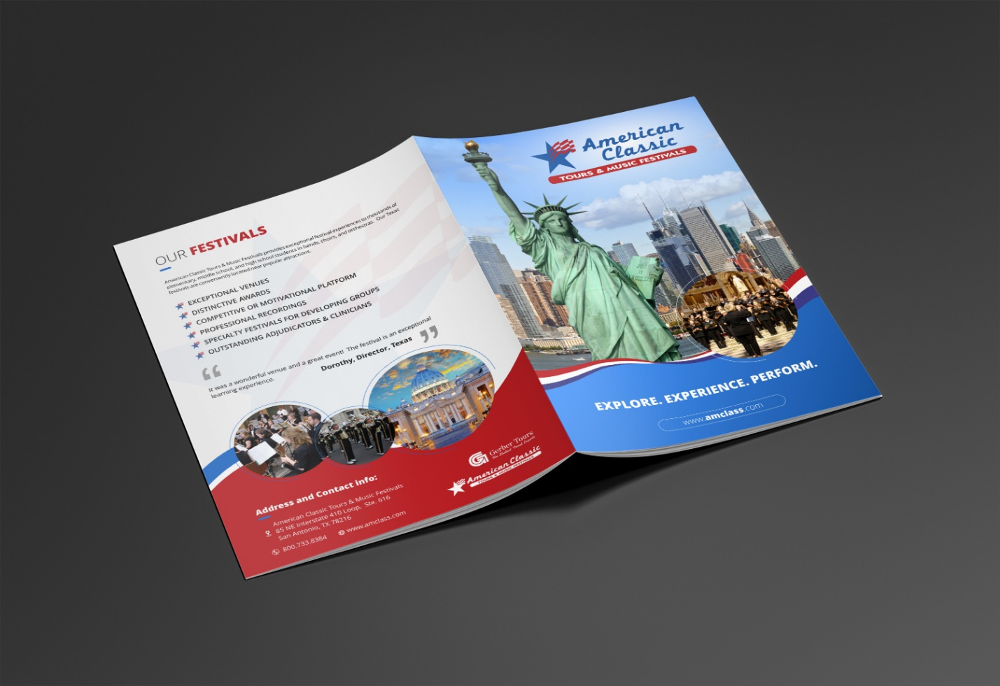 OUR FESTIVALS
American Classic Tours & Music Festivals provides exceptional festival experiences to thousands of
elementary, middle school, and high school students in bands, choirs, and orchestras. Our Texas
festivals are conveniently located near popular attractions.
EXCEPTIONAL VENUES
DISTINCTIVE AWARDS
COMPETITIVE OR MOTIVATIONAL PLATFORM
PROFESSIONAL RECORDINGS
SPECIALTY FESTIVALS FOR DEVELOPING GROUPS
OUTSTANDING ADJUDICATORS & CLINICIANS
“
It was a wonderful venue and a great event! The festival is an exceptional
learning experience.
”
Dorothy, Director, Texas
Gerber Tours
The Student Travel Experts
American Classic
TOURS & MUSIC FESTIVALS
Address and Contact info:
American Classic Tours & Music Festivals
85 NE Interstate 410 Loop, Ste. 616
San Antonio, TX 78216
800.733.8384
www.amclass.com
American
Classic
TOURS & MUSIC FESTIVALS
EXPLORE. EXPERIENCE. PERFORM.
www.amclass.com